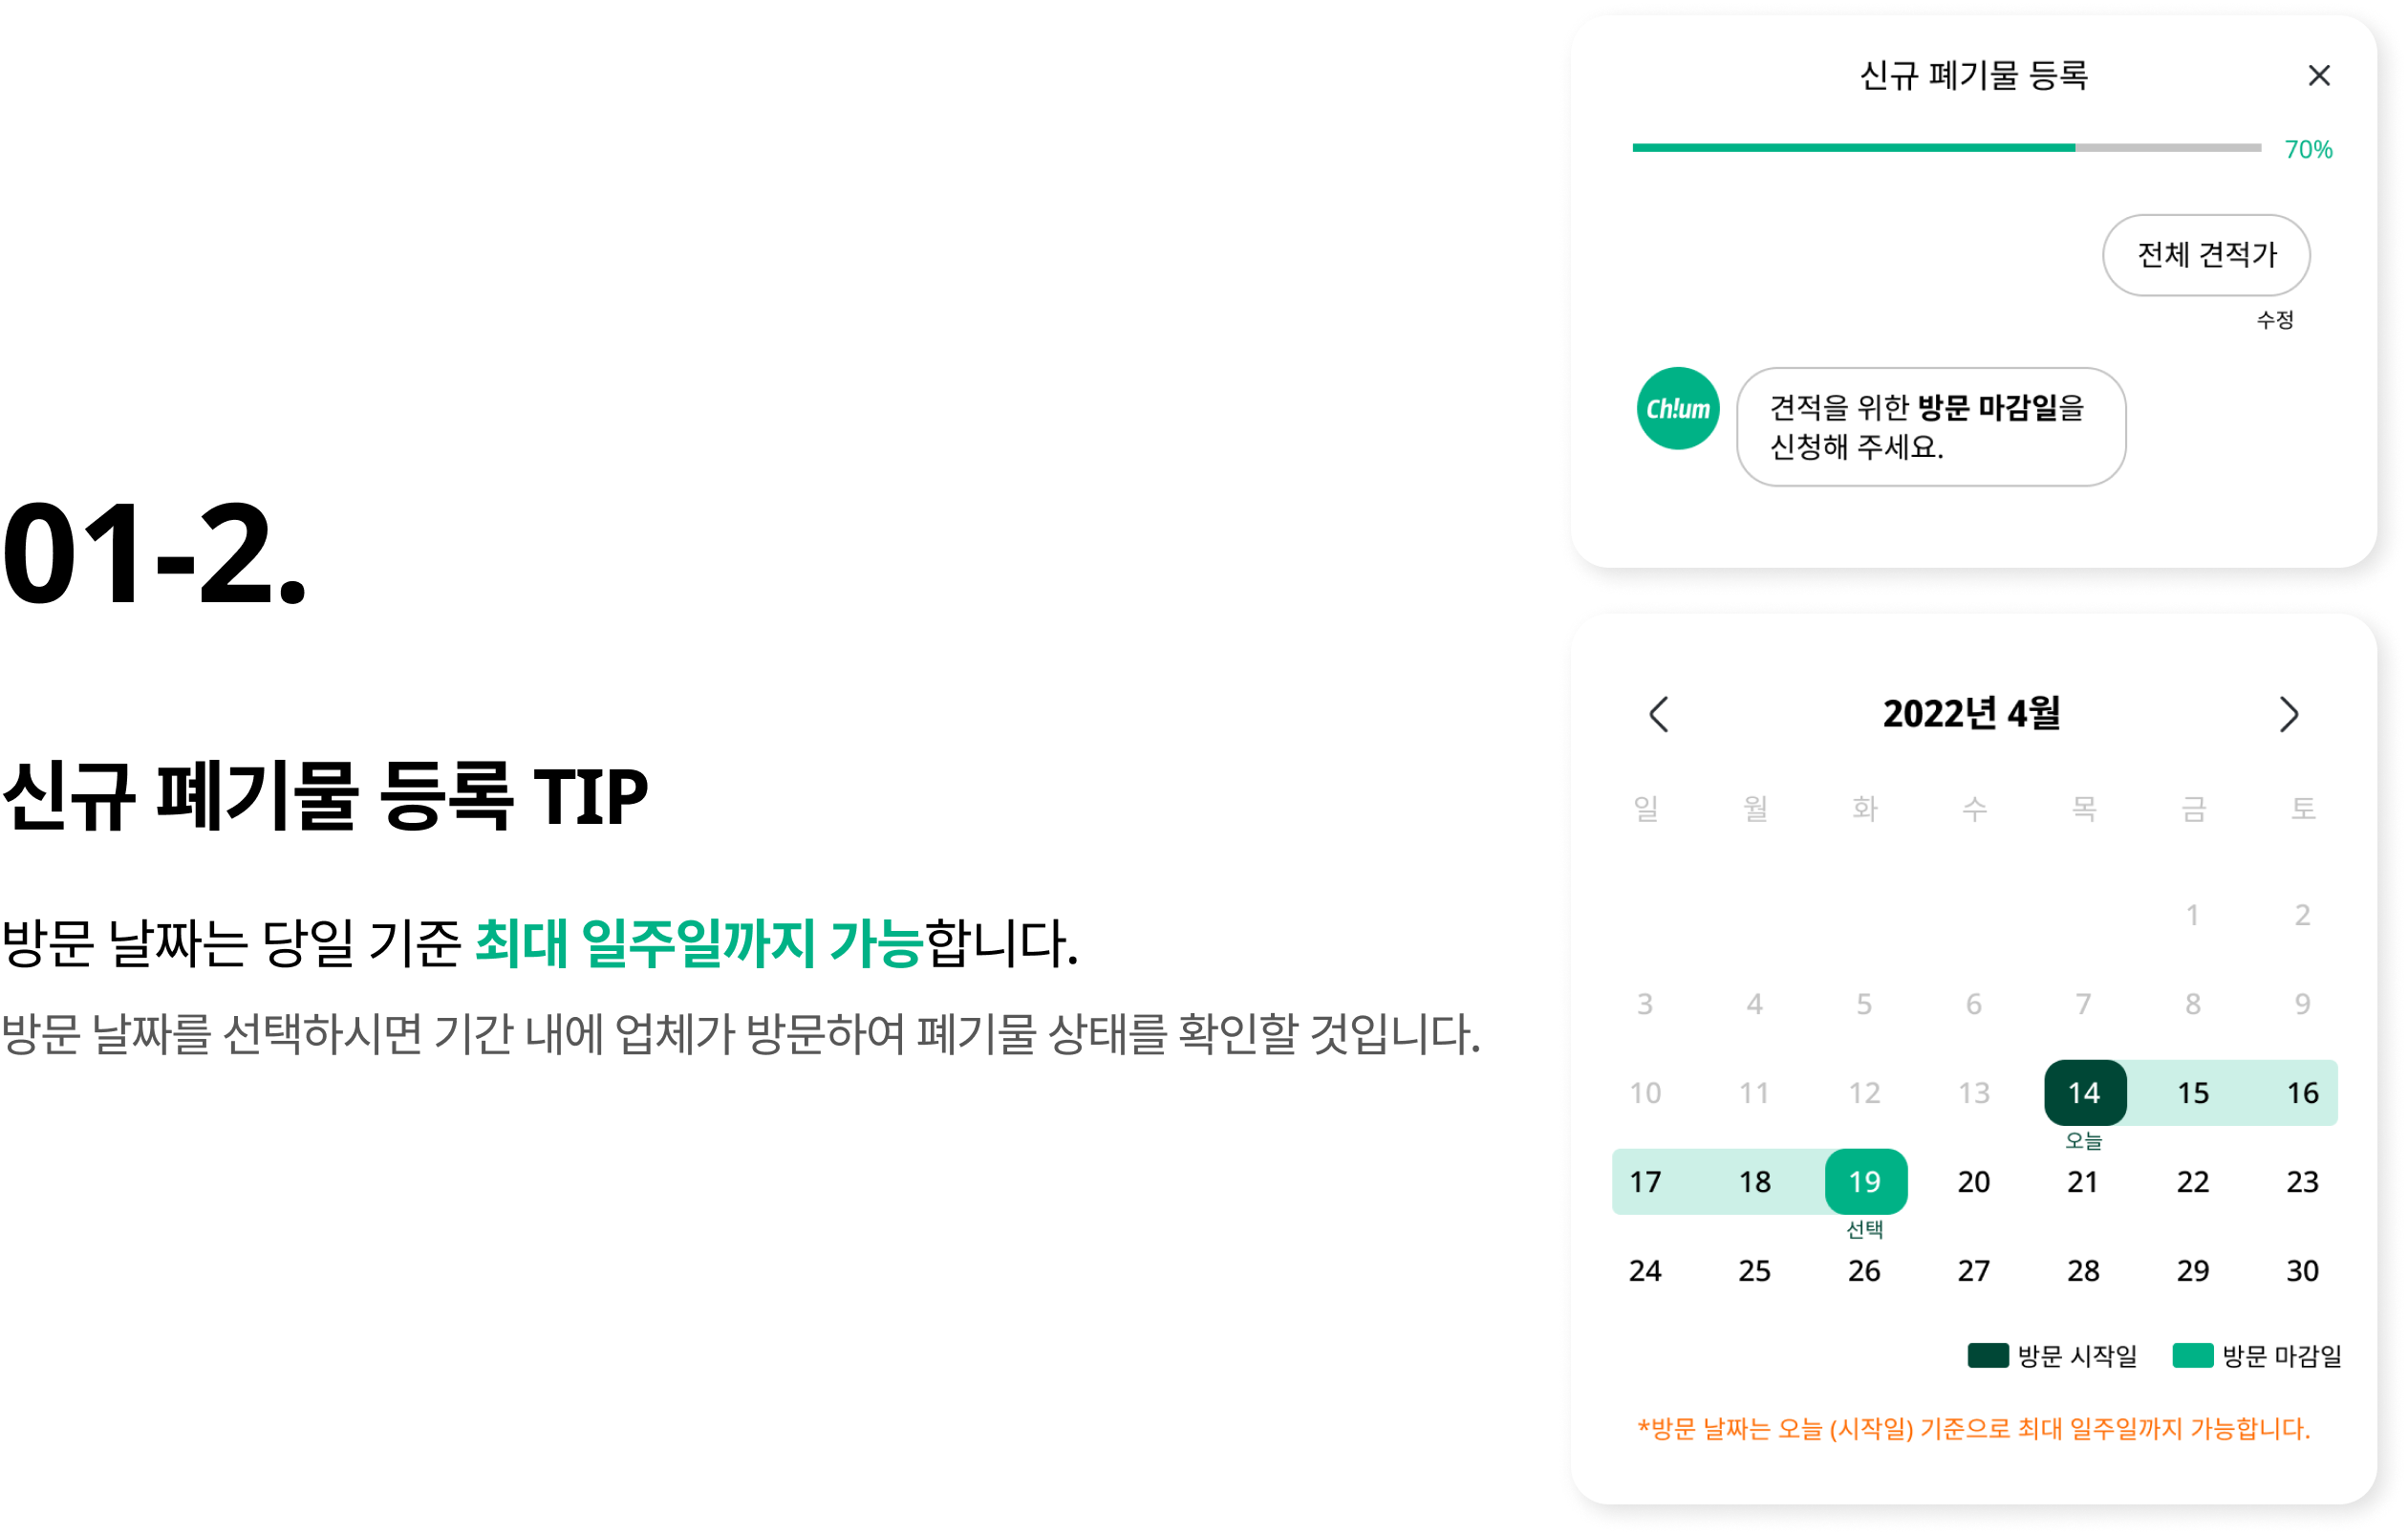 01-2.
신규 폐기물 등록 TIP
방문 날짜는 당일 기준 최대 일주일까지 가능합니다.
방문 날짜를 선택하시면 기간 내에 업체가 방문하여 폐기물 상태를 확인할 것입니다.
신규 폐기물 등록
70%
전체 견적가
수정
Ch!um
견적을 위한 방문 마감일을
신청해 주세요.
2022년 4월
일 월 화 수 목 금 토
1 2
3 4 5 6 7 8 9
10 11 12 13 14 15 16
오늘
17 18 19 20 21 22 23
선택
24 25 26 27 28 29 30
방문 시작일 방문 마감일
*방문 날짜는 오늘 (시작일) 기준으로 최대 일주일까지 가능합니다.